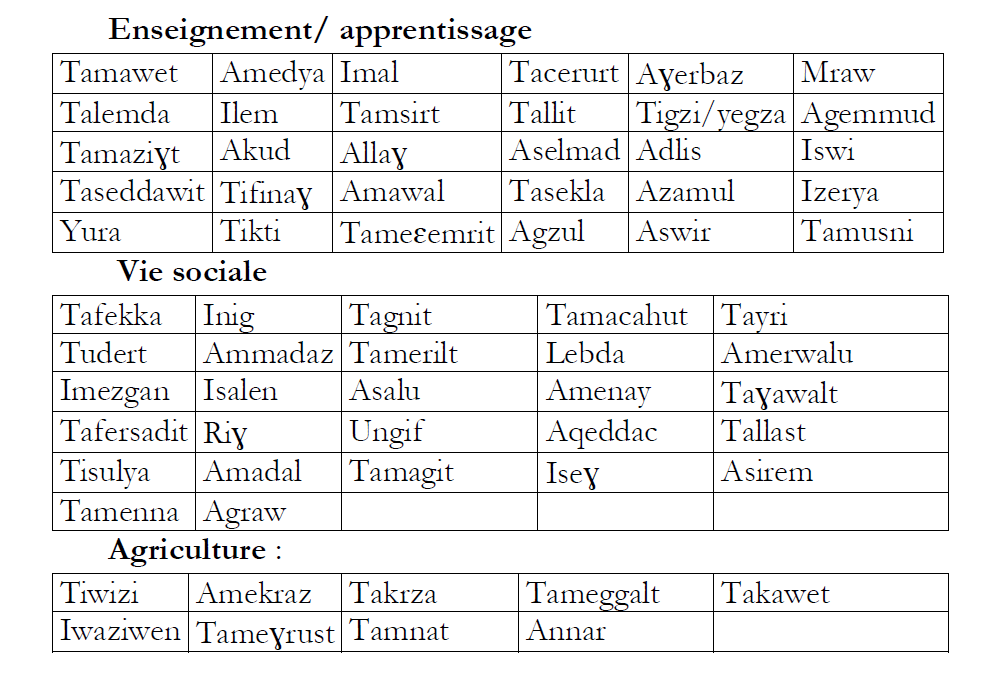 Enseignement/ apprentissage
Tamawet Amedya Imal Tacerurt Aɣerbaz Mraw
Talemda Ilem Tamsirt Tallit Tigzi/yegza Agemmud
Tamaziɣt Akud Allaɣ Aselmad Adlis Iswi
Taseddawit Tifinaɣ Amawal Tasekla Azamul Izerya
Yura Tikti Tameɛemrit Agzul Aswir Tamusni
Vie sociale
Tafekka Inig Tagnit Tamacahut Tayri
Tudert Ammadaz Tamerilt Lebda Amerwalu
Imezgan Isalen Asalu Amenay Taɣawalt
Tafersadit Riɣ Ungif Aqeddac Tallast
Tisulya Amadal Tamagit Iseɣ Asirem
Tamenna Agraw
Agriculture :
Tiwizi Amekraz Takrza Tameggalt Takawet
Iwaziwen Tameɣrust Tamnat Annar